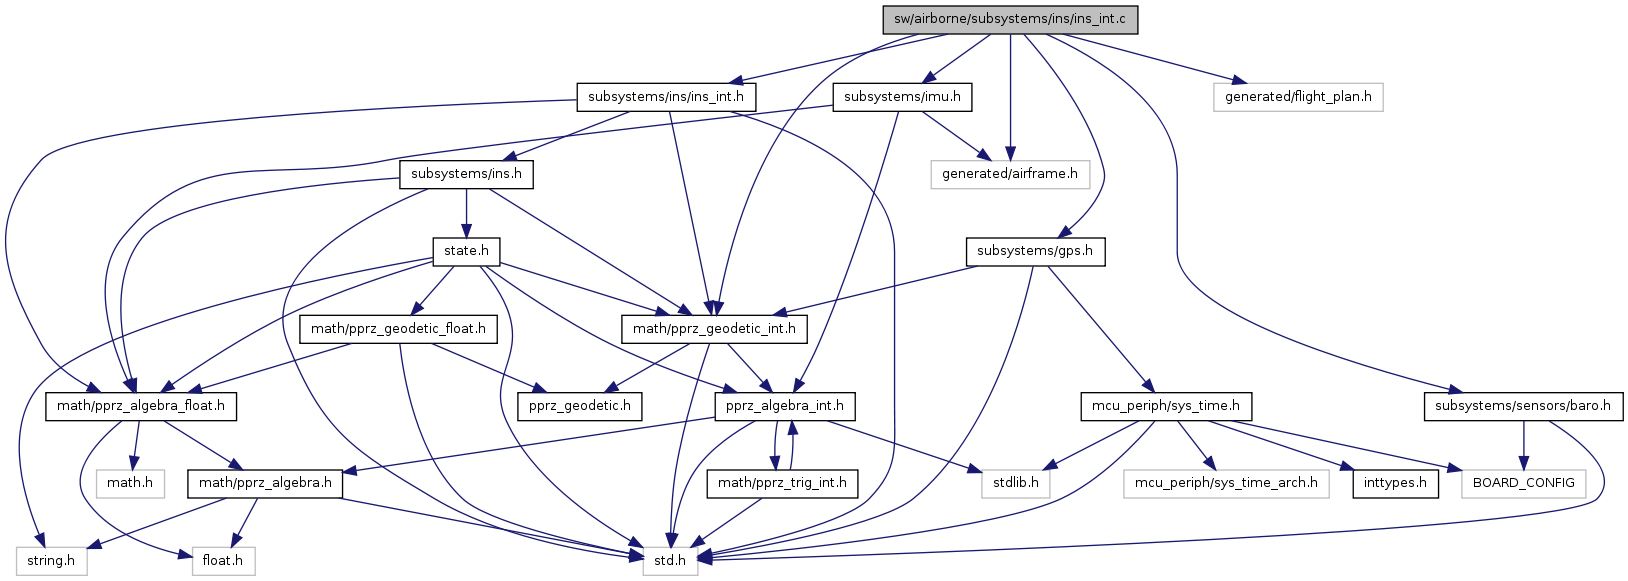 sw/airborne/subsystems/ins/ins_int.c
subsystems/ins/ins_int.h
subsystems/imu.h
generated/flight_plan.h
subsystems/ins.h
generated/airframe.h
state.h
subsystems/gps.h
math/pprz_geodetic_float.h
math/pprz_geodetic_int.h
math/pprz_algebra_float.h
pprz_geodetic.h
pprz_algebra_int.h
mcu_periph/sys_time.h
subsystems/sensors/baro.h
math.h
math/pprz_algebra.h
math/pprz_trig_int.h
stdlib.h
mcu_periph/sys_time_arch.h
inttypes.h
BOARD_CONFIG
string.h
float.h
std.h